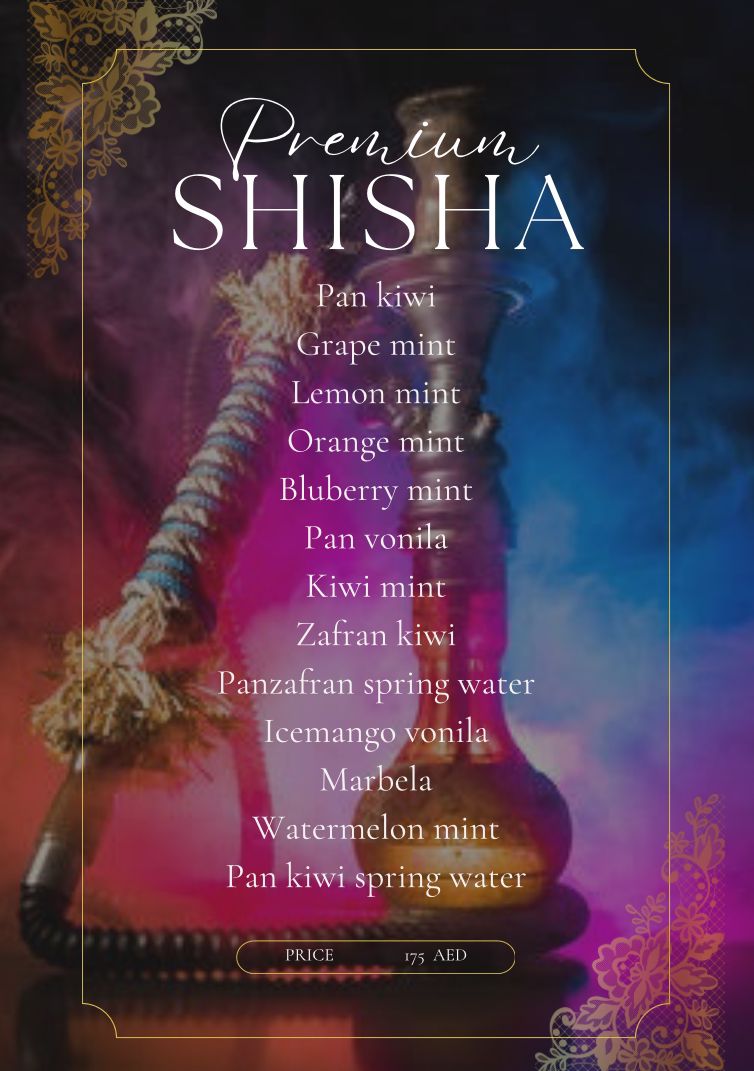 Premium
SHISHA
Pan kiwi
Grape mint
Lemon mint
Orange mint
Bluberry mint
Pan vonila
Kiwi mint
Zafran kiwi
Panzafran spring water
Icemango vonila
Marbela
Watermelon mint
Pan kiwi spring water
PRICE 175 AED